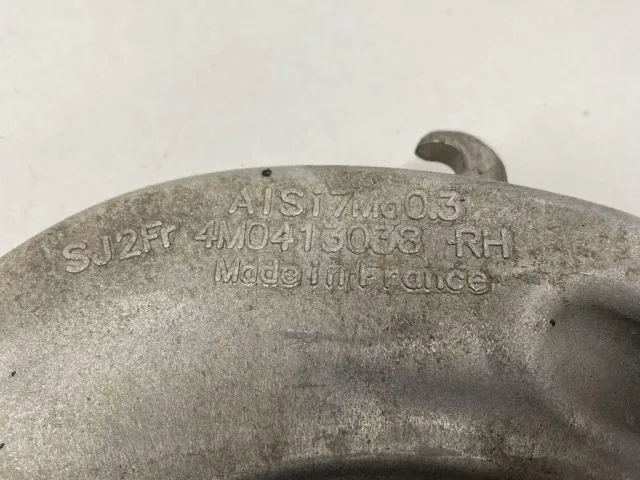 AlSi7Mg0.3
SJ2Fr 4M0413038 RH
Made In France